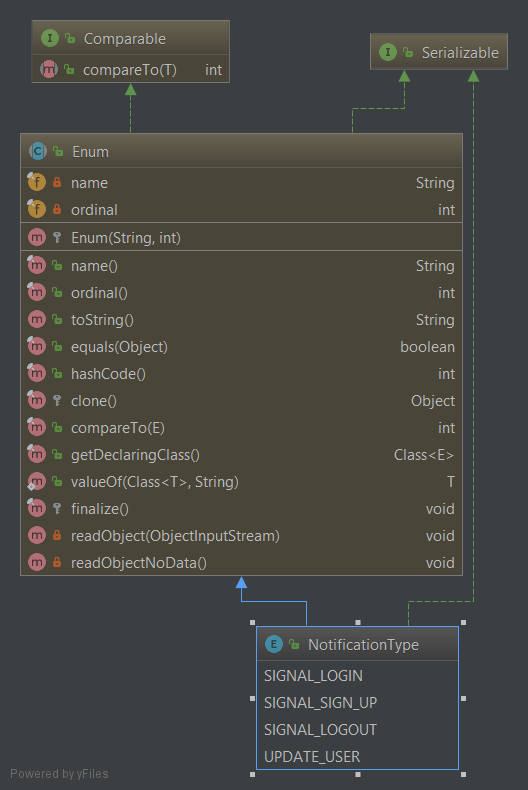 Comparable
compareTo(T) int
Serializable
Enum
name String
ordinal int
Enum(String, int)
name() String
ordinal() int
toString() String
equals(Object) boolean
hashCode() int
clone() Object
compareTo(E) int
getDeclaringClass() Class<E>
valueOf(Class<T>, String) T
finalize() void
readObject(ObjectInputStream) void
readObjectNoData() void
NotificationType
SIGNAL_LOGIN
SIGNAL_SIGN_UP
SIGNAL_LOGOUT
UPDATE_USER
Powered by yFiles